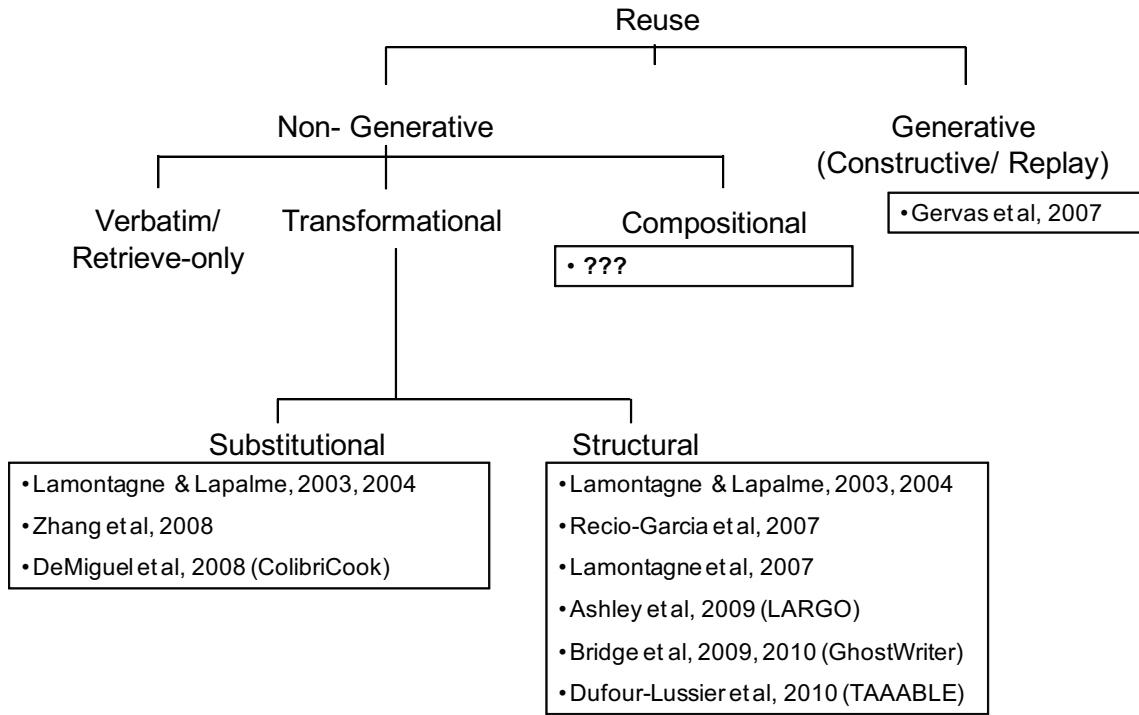 Reuse
Non- Generative
Generative
(Constructive/ Replay)
• Gervas et al, 2007
Verbatim/
Retrieve-only
Transformational
Compositional
• ???
Substitutional
• Lamontagne & Lapalme, 2003, 2004
• Zhang et al, 2008
• DeMiguel et al, 2008 (ColibriCook)
Structural
• Lamontagne & Lapalme, 2003, 2004
• Recio-Garcia et al, 2007
• Lamontagne et al, 2007
• Ashley et al, 2009 (LARGO)
• Bridge et al, 2009, 2010 (GhostWriter)
• Dufour-Lussier et al, 2010 (TAAABLE)